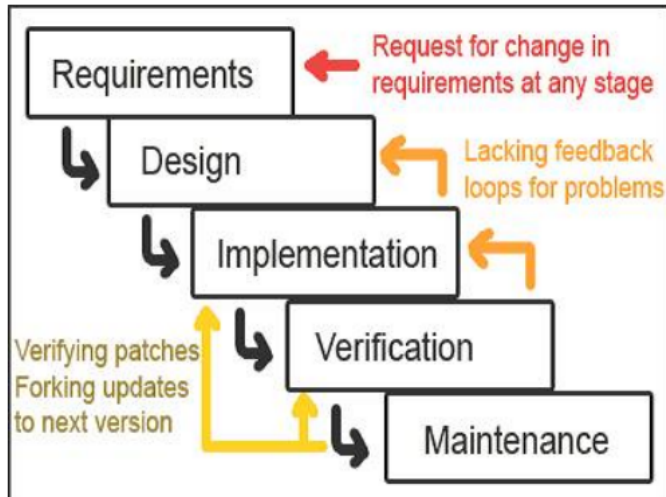 Requirements
Request for change in
requirements at any stage
Design
Lacking feedback
loops for problems
Implementation
Verification
Verifying patches
Forking updates
to next version
Maintenance